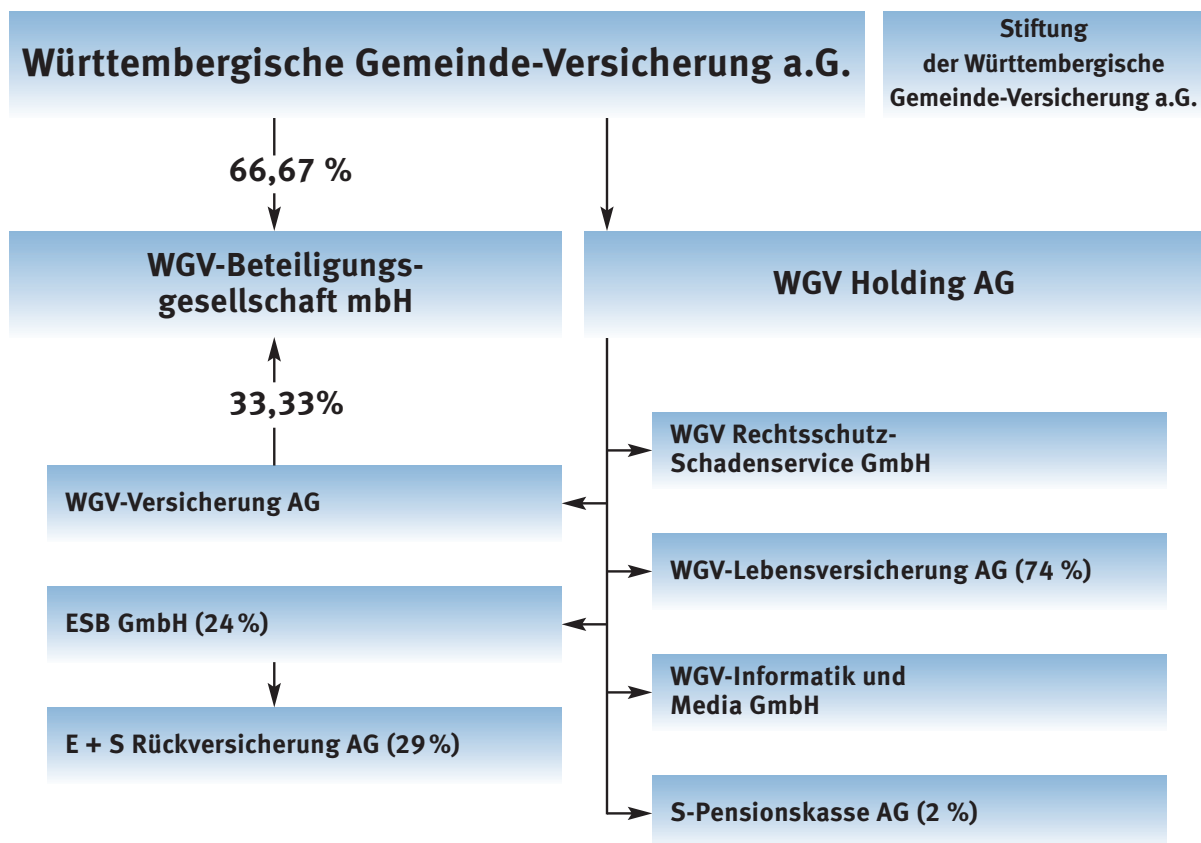 Württembergische Gemeinde-Versicherung a.G.
Stiftung
der Württembergische
Gemeinde-Versicherung a.G.
66,67 %
WGV-Beteiligungs-
gesellschaft mbH
WGV Holding AG
33,33%
WGV Rechtsschutz-
Schadenservice GmbH
WGV-Versicherung AG
WGV-Lebensversicherung AG (74 %)
ESB GmbH (24 %)
WGV-Informatik und
Media GmbH
E + S Rückversicherung AG (29 %)
S-Pensionskasse AG (2 %)